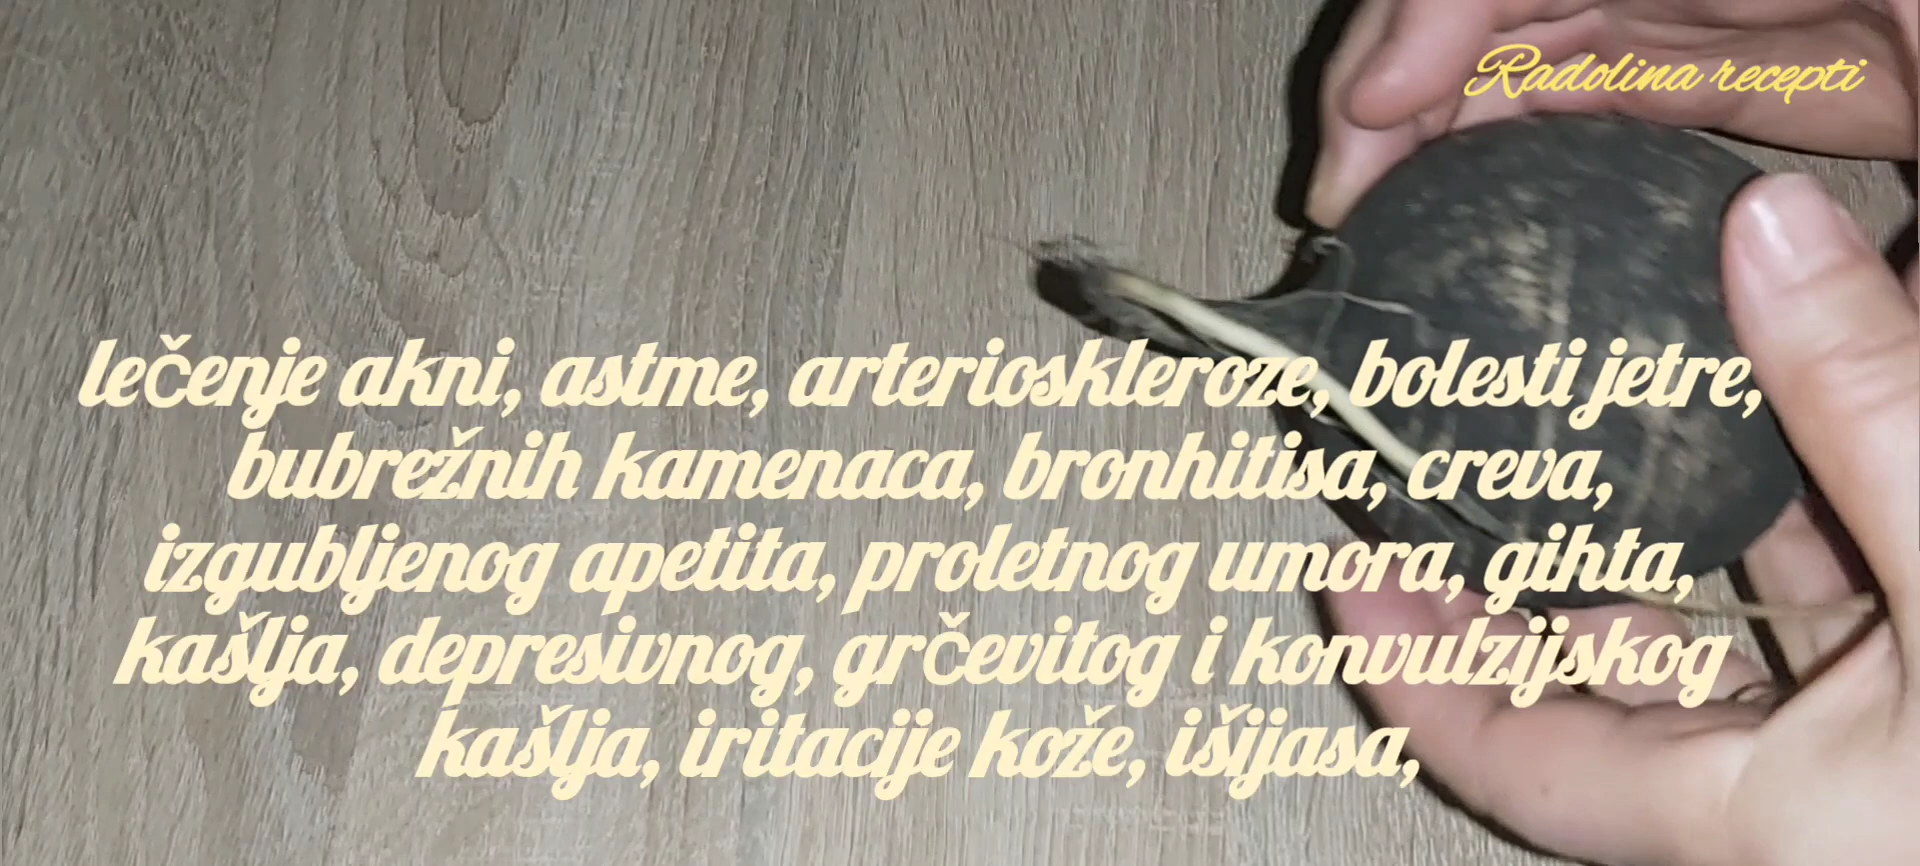 Radolina recepti
lečenje akni, astme, arterioskleroze, bolesti jetre,
bubrežnih kamenaca, bronhitisa, creva,
izgubljenog apetita, proletnog umora, gihta,
kašlja, depresivnog, grčevitog i konvulzijskog
kašlja, iritacije kože, išijasa,